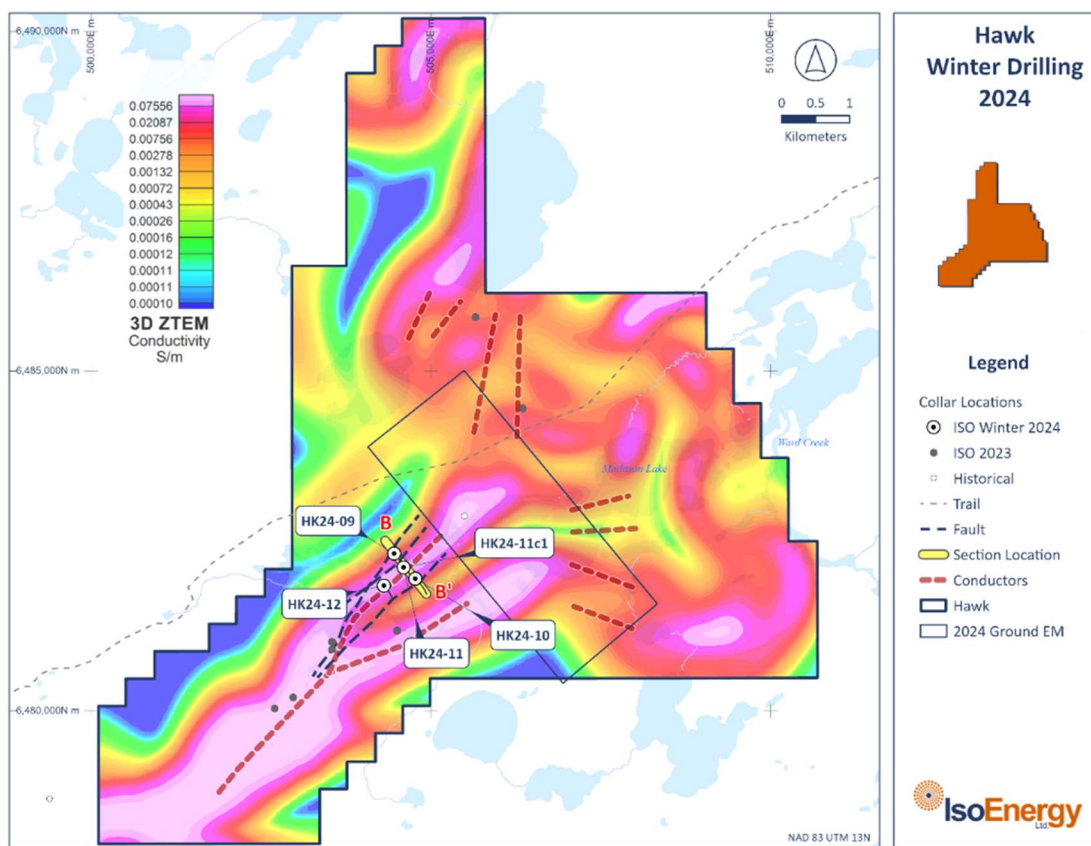 6,490,000N m
500,000E m
505,000E m
510,000E m
0 0.5 1
Kilometers
0.07556
0.02087
0.00756
0.00278
0.00132
0.00072
0.00043
0.00026
0.00016
0.00012
0.00011
0.00011
0.00010
3D ZTEM
Conductivity
S/m
6,485,000N m
Ward Creek
HK24-09
B
HK24-11c1
HK24-12
B'
HK24-10
HK24-11
6,480,000N m
NAD 83 UTM 13N
Hawk
Winter Drilling
2024
Legend
Collar Locations
ISO Winter 2024
ISO 2023
Historical
Trail
Fault
Section Location
Conductors
Hawk
2024 Ground EM
IsoEnergy
Ltd.